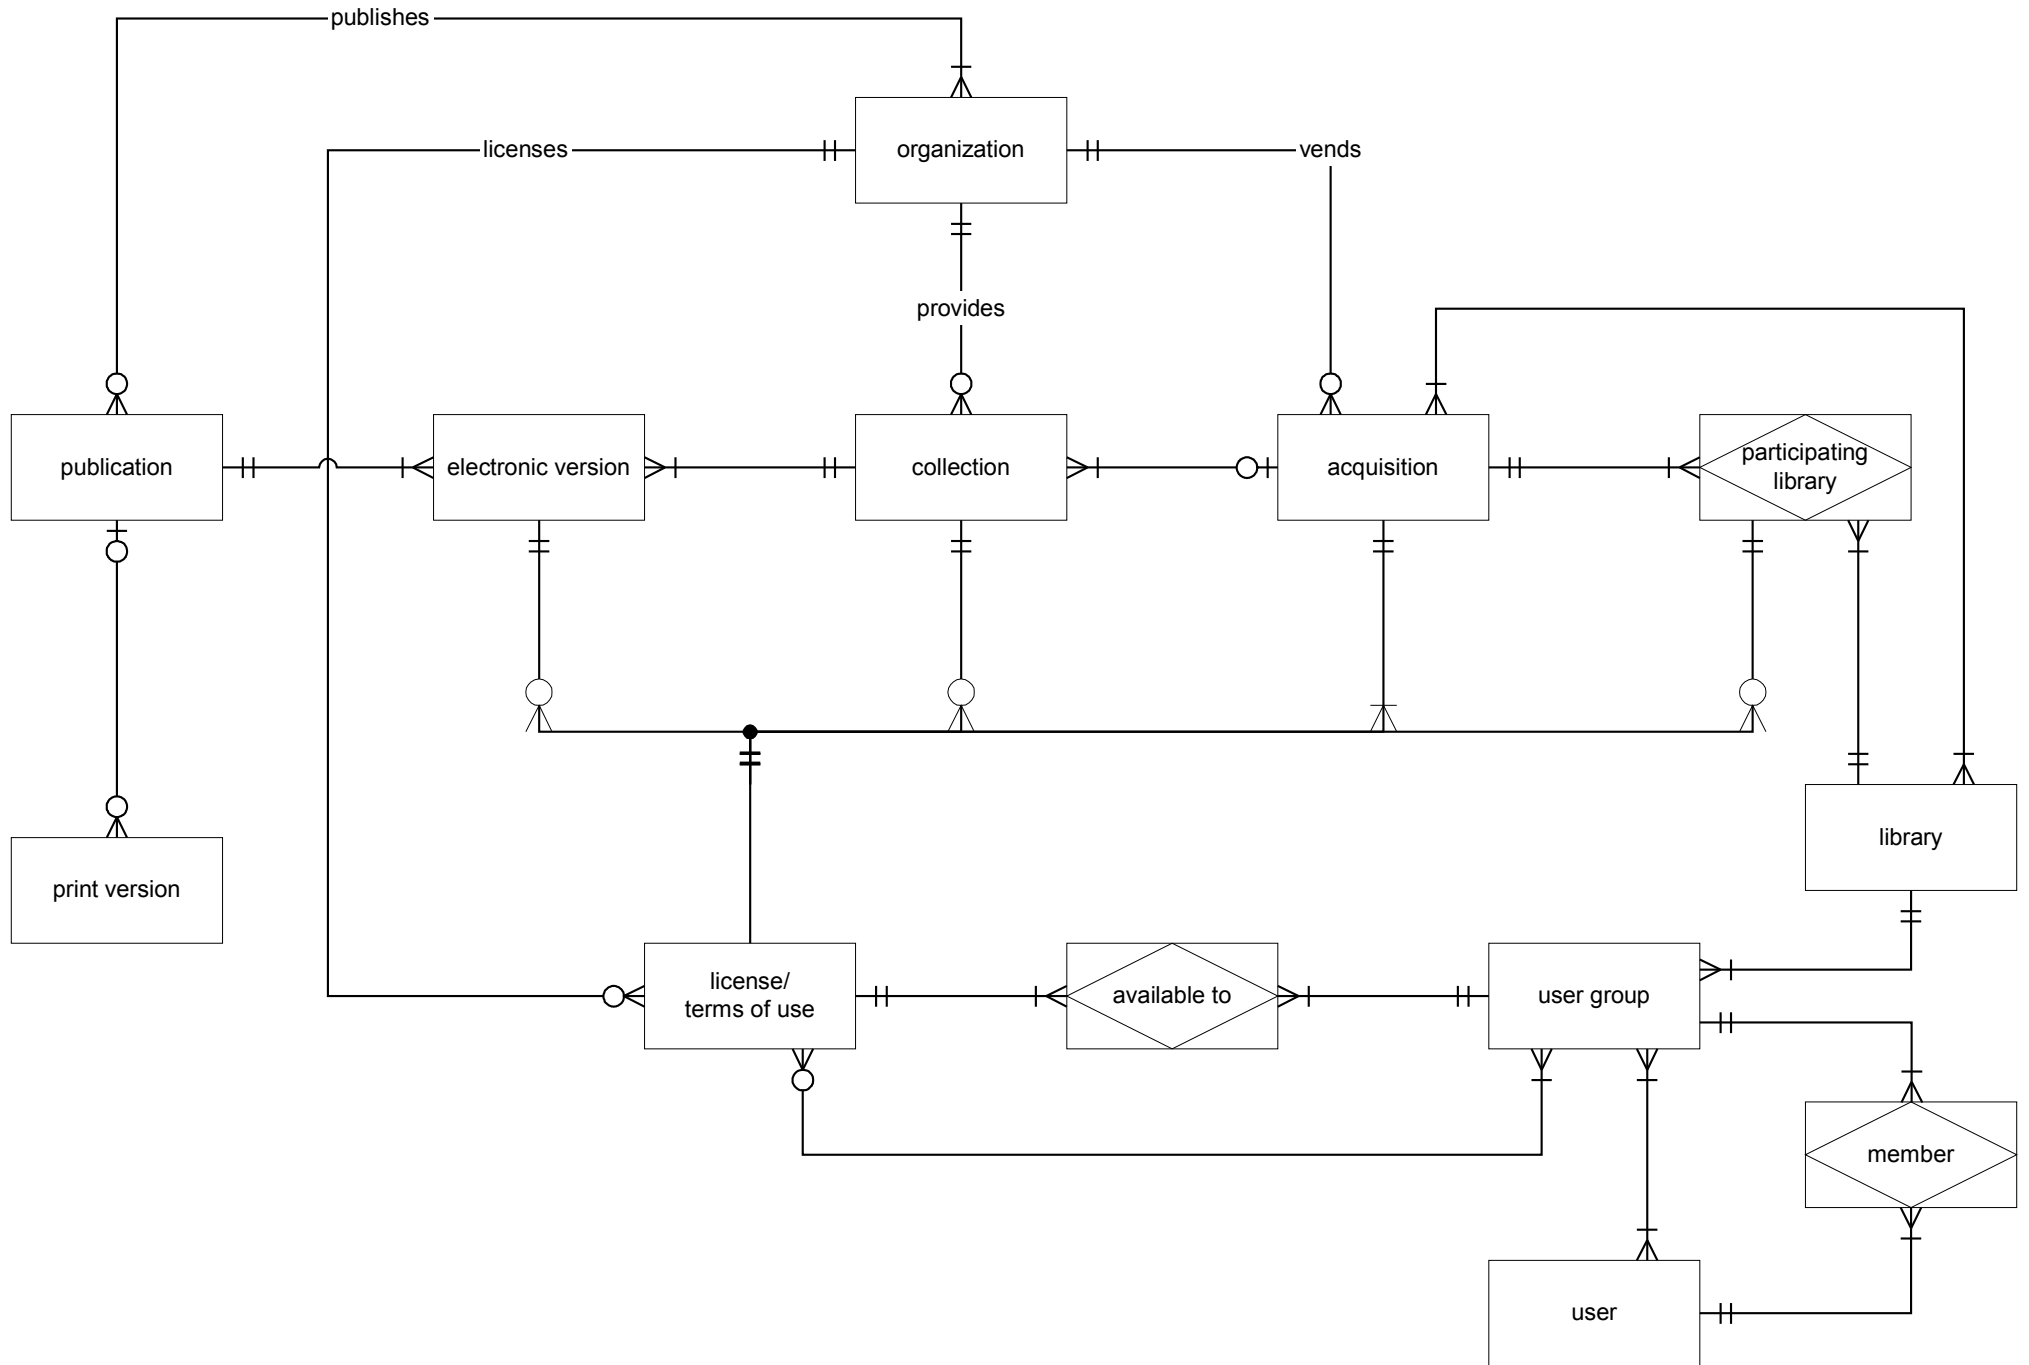 publishes
licenses
organization
vends
provides
publication
electronic version
collection
acquisition
participating
library
print version
library
license/
terms of use
available to
user group
member
user